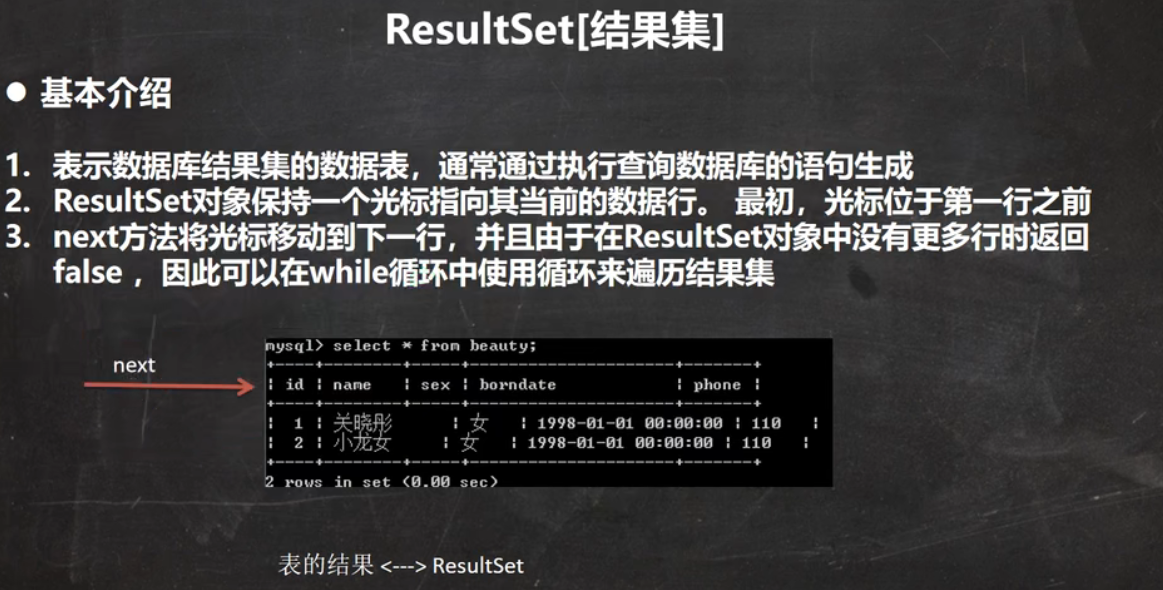 ResultSet[结果集]
● 基本介绍
1. 表示数据库结果集的数据表，通常通过执行查询数据库的语句生成
2. ResultSet对象保持一个光标指向其当前的数据行。 最初，光标位于第一行之前
3. next方法将光标移动到下一行，并且由于在ResultSet对象中没有更多行时返回
false ，因此可以在while循环中使用循环来遍历结果集
next
mysql> select * from beauty;
+----+--------+-----+---------------------+-------+
| id | name | sex | borndate | phone |
+----+--------+-----+---------------------+-------+
| 1 | 关晓彤 | 女 | 1998-01-01 00:00:00 | 110 |
| 2 | 小龙女 | 女 | 1998-01-01 00:00:00 | 110 |
+----+--------+-----+---------------------+-------+
2 rows in set (0.00 sec)
表的结果 <---> ResultSet